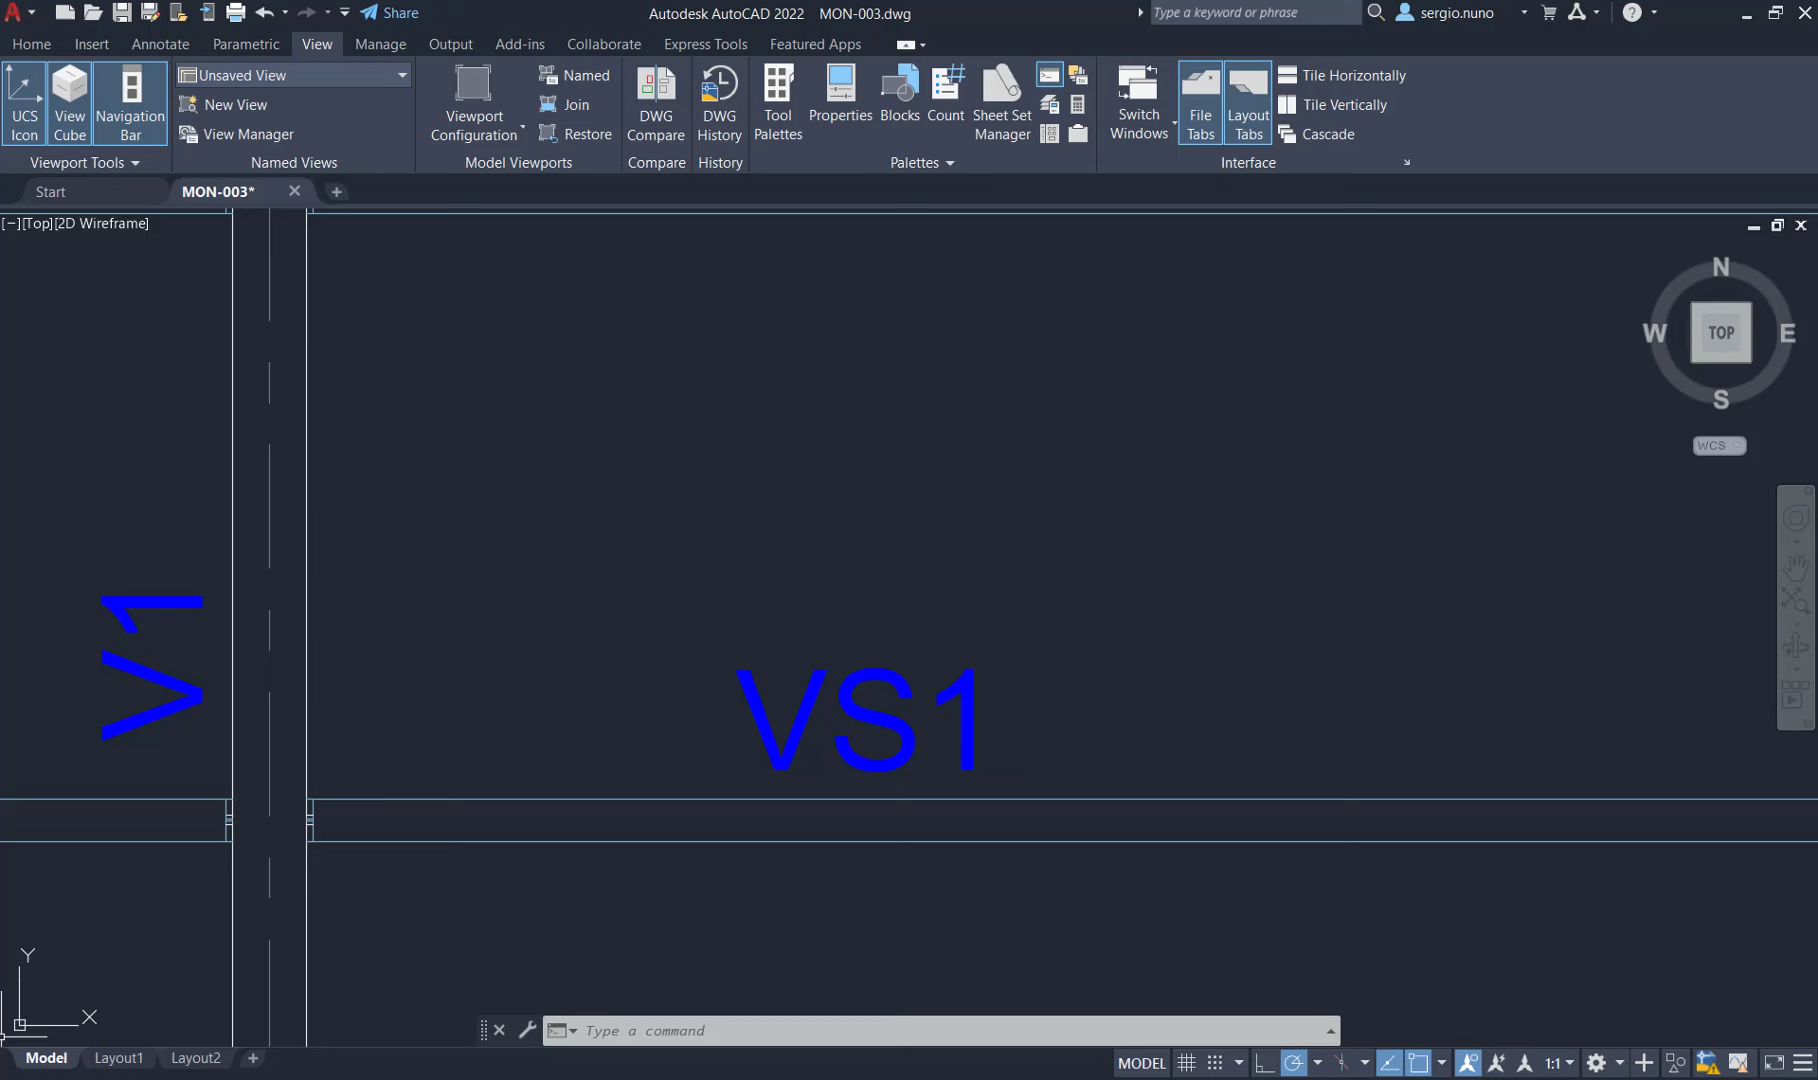 Share
Autodesk AutoCAD 2022 MON-003.dwg
Type a keyword or phrase
sergio.nuno
Home Insert Annotate Parametric View Manage Output Add-ins Collaborate Express Tools Featured Apps
UCS Icon
View Cube
Navigation Bar
Viewport Tools
Unsaved View
New View
View Manager
Named Views
Viewport Configuration
Named
Join
Restore
Model Viewports
DWG Compare
Compare
DWG History
History
Tool Palettes
Properties
Blocks
Count
Sheet Set Manager
Palettes
Switch Windows
File Tabs
Layout Tabs
Tile Horizontally
Tile Vertically
Cascade
Interface
Start
MON-003*
[−][Top][2D Wireframe]
N
W TOP E
S
WCS
V1
VS1
Y
X
Type a command
Model Layout1 Layout2
MODEL
1:1